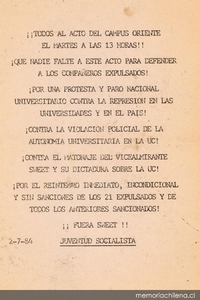 ¡¡TODOS AL ACTO DEL CAMPUS ORIENTE
EL MARTES A LAS 13 HORAS!!
¡QUE NADIE FALTE A ESTE ACTO PARA DEFENDER
A LOS COMPAÑEROS EXPULSADOS!
¡POR UNA PROTESTA Y PARO NACIONAL
UNIVERSITARIO CONTRA LA REPRESION EN LAS
UNIVERSIDADES Y EN EL PAIS!
¡CONTRA LA VIOLACION POLICIAL DE LA
AUTONOMIA UNIVERSITARIA EN LA UC!
¡CONTRA EL MATONAJE DEL VICEALMIRANTE
SWEET Y SU DICTADURA SOBRE LA UC!
¡POR EL REINTEGRO INMEDIATO, INCONDICIONAL
Y SIN SANCIONES DE LOS 21 EXPULSADOS Y DE
TODOS LOS ANTERIORES SANCIONADOS!
¡¡ FUERA SWEET !!
2-7-84 JUVENTUD SOCIALISTA
memoriachilena.cl